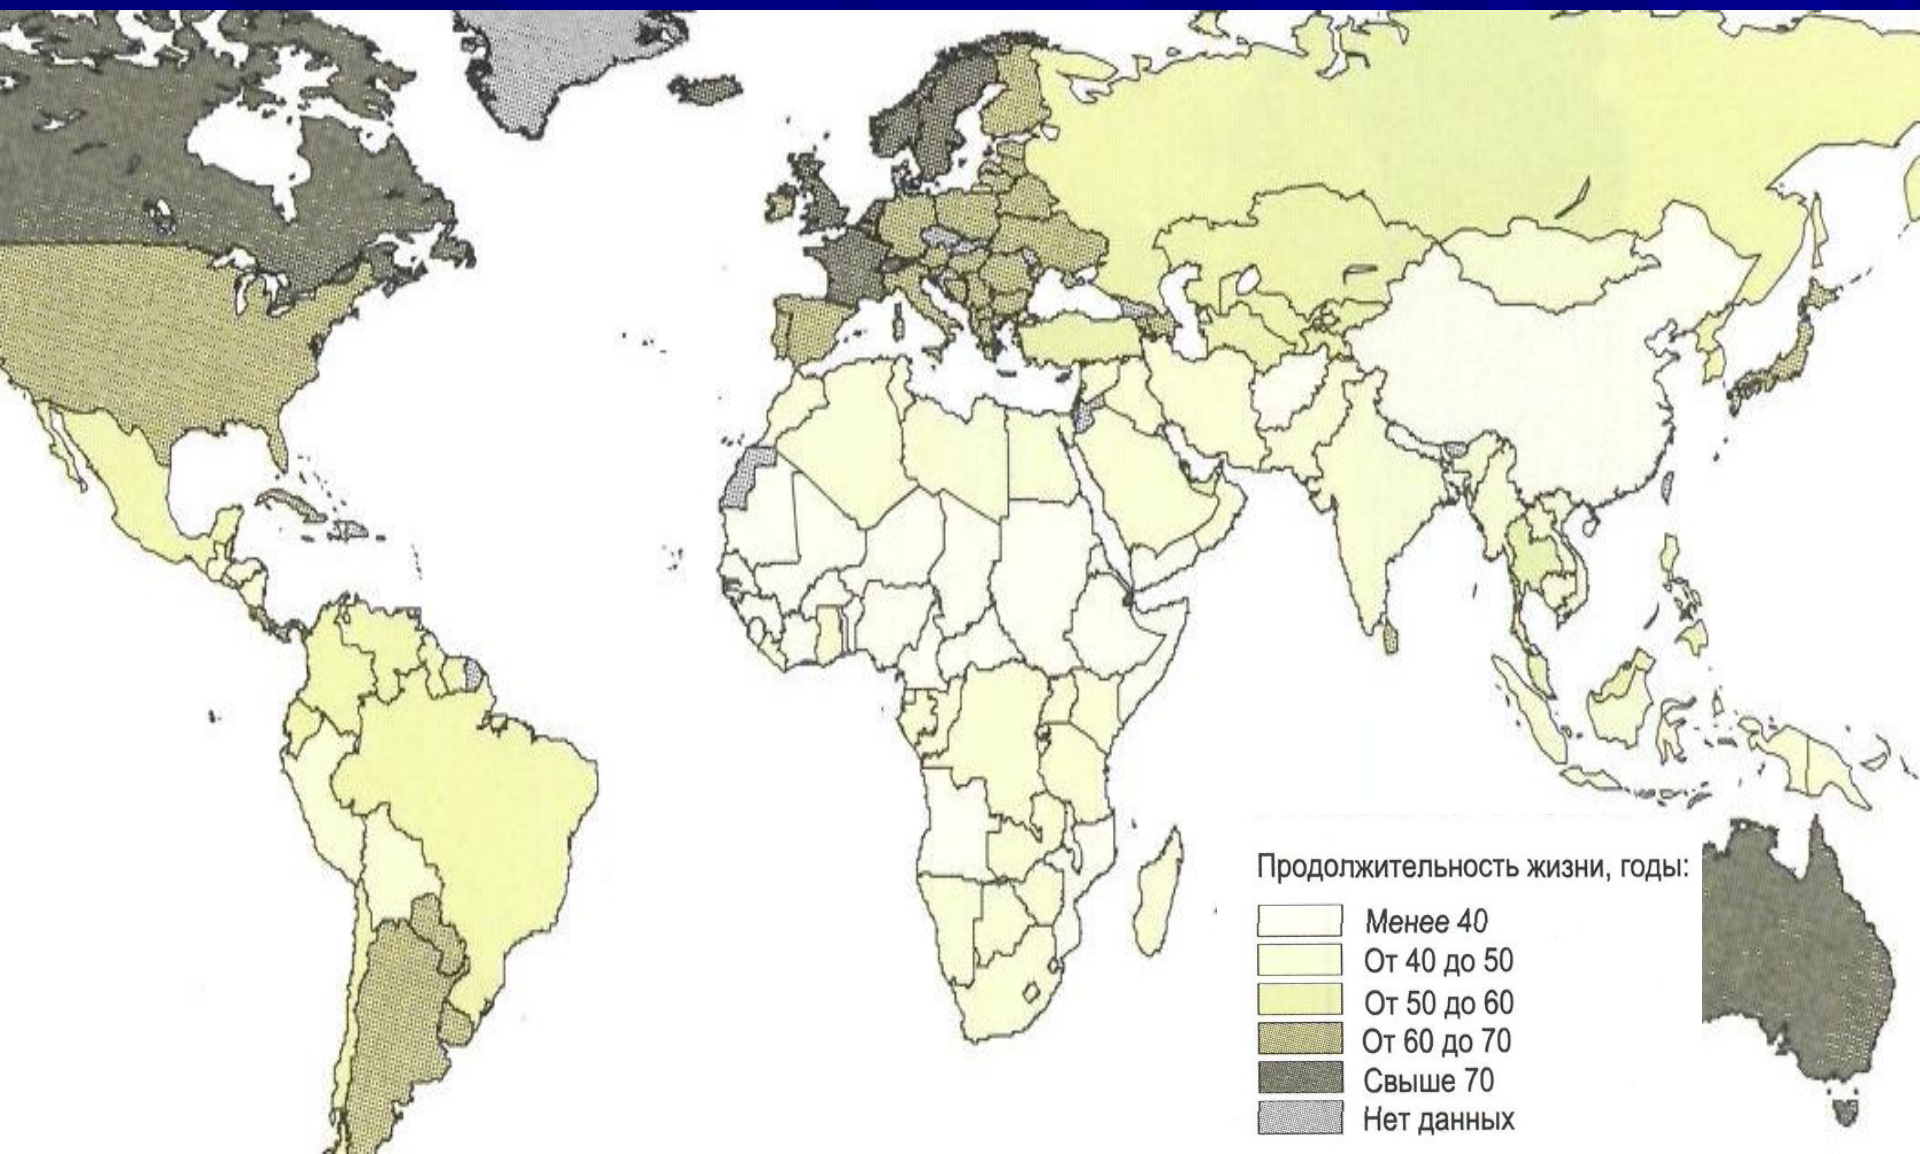 Продолжительность жизни, годы:
Менее 40
От 40 до 50
От 50 до 60
От 60 до 70
Свыше 70
Нет данных